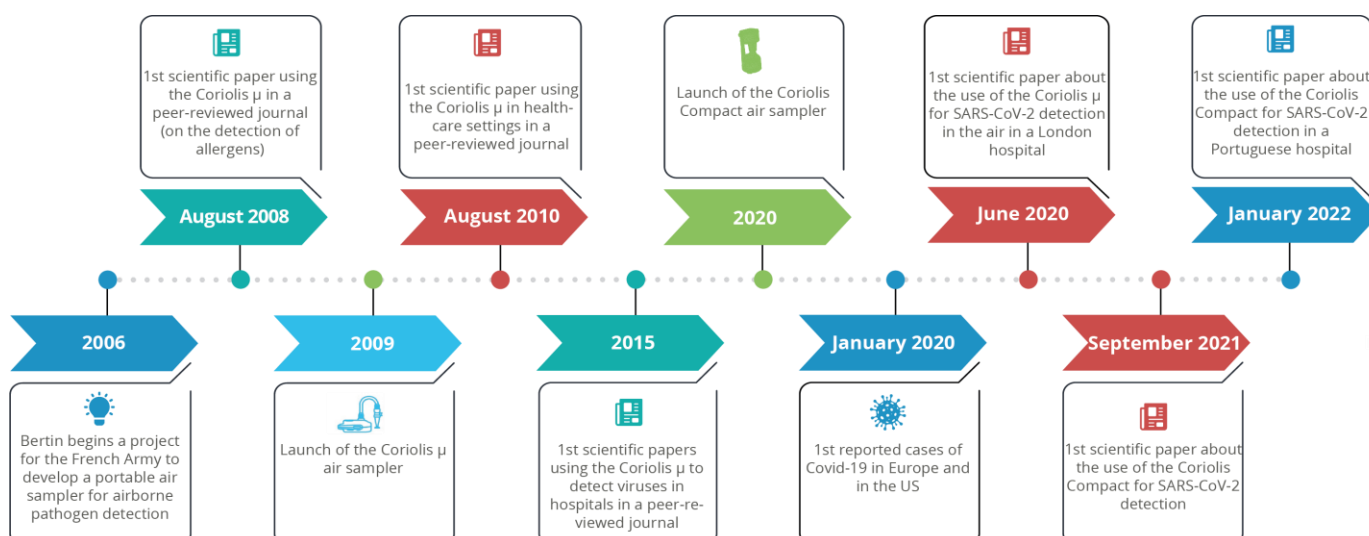 1st scientific paper using
the Coriolis μ in a
peer-reviewed journal
(on the detection of
allergens)
August 2008
1st scientific paper using
the Coriolis μ in health-
care settings in a
peer-reviewed journal
August 2010
Launch of the Coriolis
Compact air sampler
2020
1st scientific paper about
the use of the Coriolis μ
for SARS-CoV-2 detection
in the air in a London
hospital
June 2020
1st scientific paper about
the use of the Coriolis
Compact for SARS-CoV-2
detection in a
Portuguese hospital
January 2022
2006
Bertin begins a project
for the French Army to
develop a portable air
sampler for airborne
pathogen detection
2009
Launch of the Coriolis μ
air sampler
2015
1st scientific papers
using the Coriolis μ to
detect viruses in
hospitals in a peer-re-
viewed journal
January 2020
1st reported cases of
Covid-19 in Europe and
in the US
September 2021
1st scientific paper about
the use of the Coriolis
Compact for SARS-CoV-2
detection